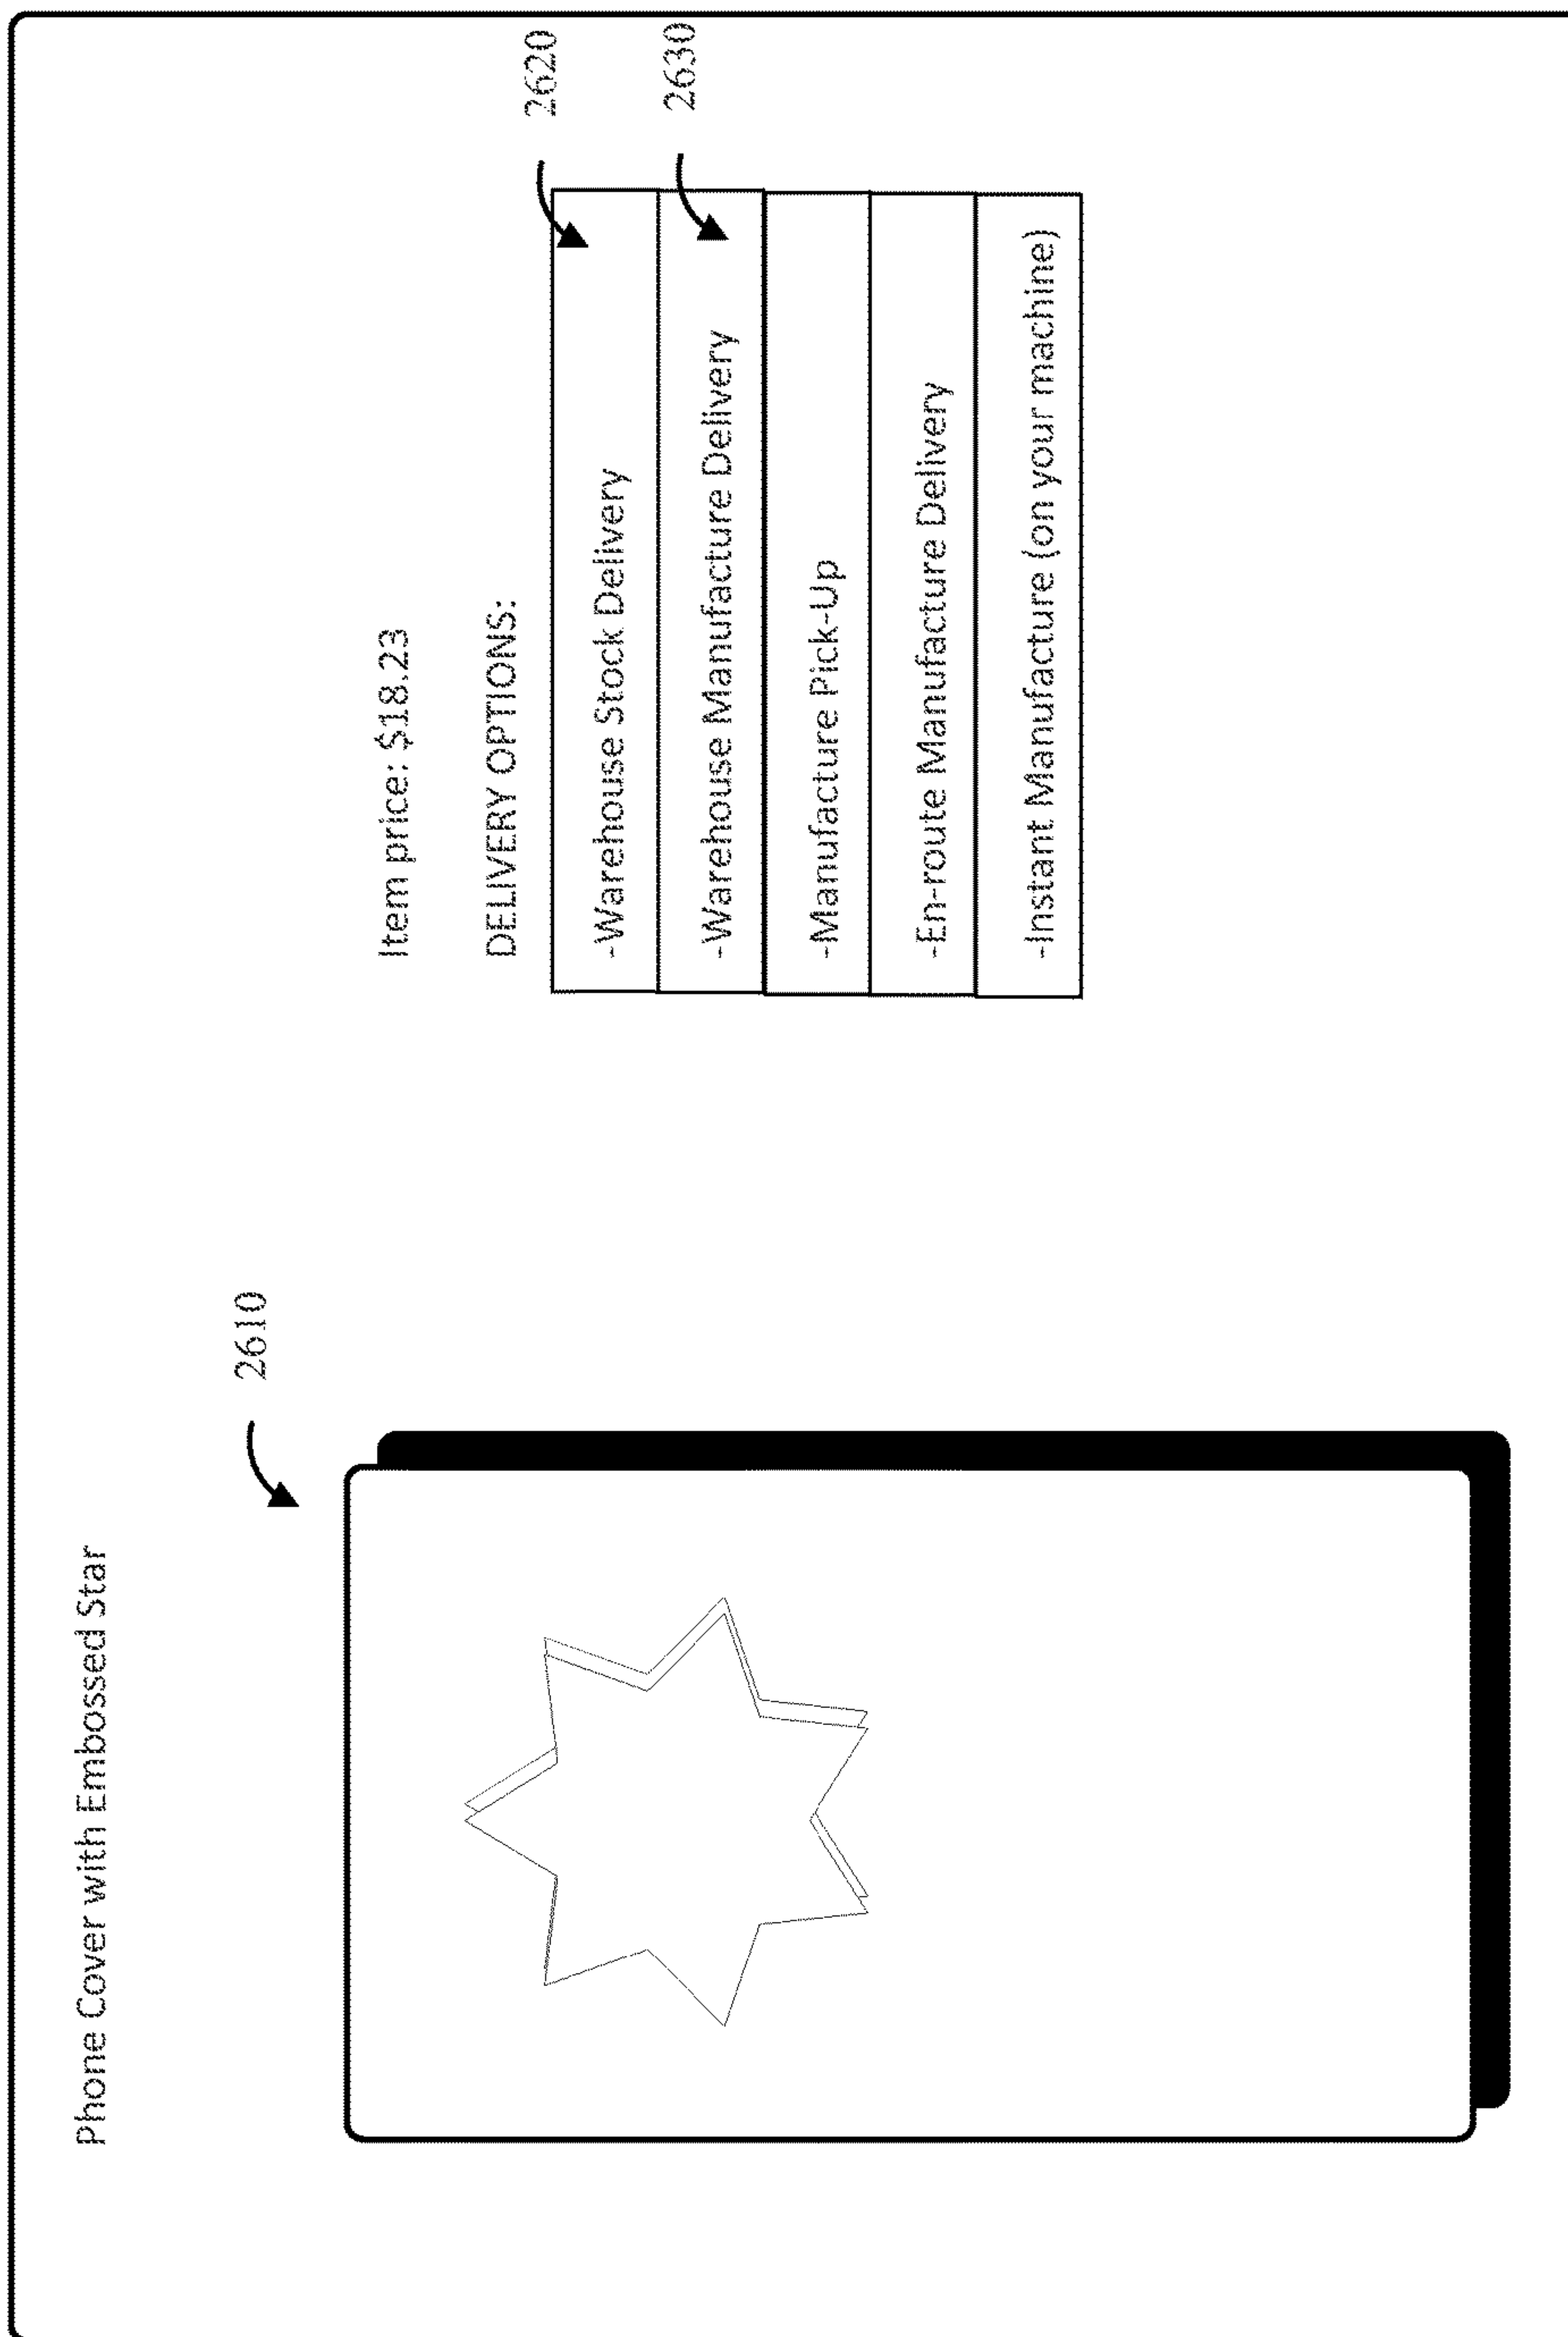 Phone Cover with Embossed Star
2610
Item price: $18.23
DELIVERY OPTIONS:
2620
-Warehouse Stock Delivery
2630
-Warehouse Manufacture Delivery
-Manufacture Pick-Up
-En-route Manufacture Delivery
-Instant Manufacture (on your machine)